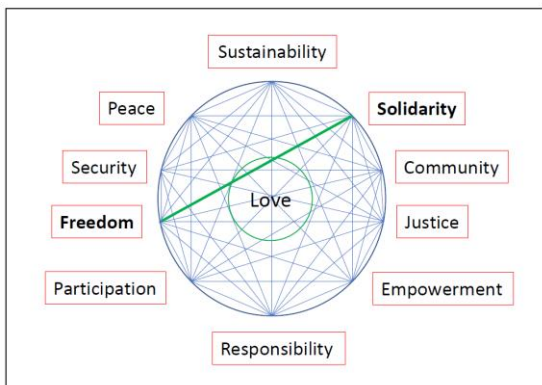 Sustainability
Peace
Solidarity
Security
Community
Love
Freedom
Justice
Participation
Empowerment
Responsibility